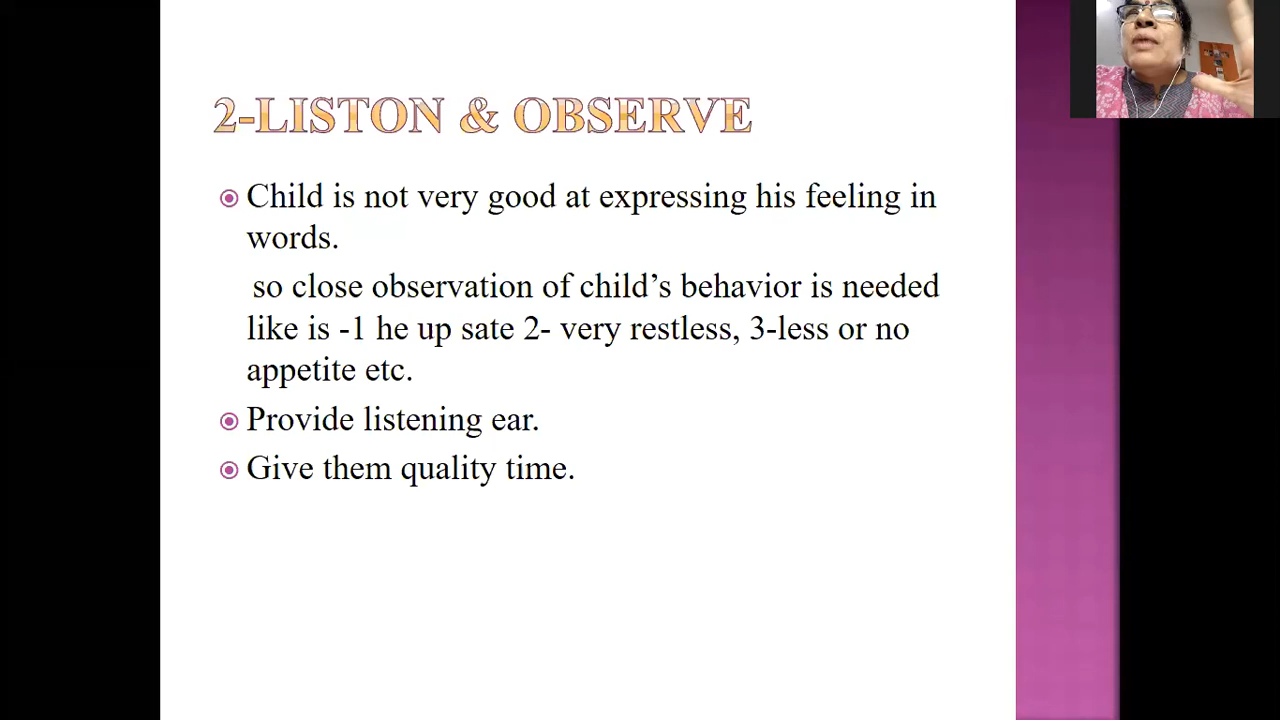 2-LISTON & OBSERVE
Child is not very good at expressing his feeling in
words.
so close observation of child's behavior is needed
like is -1 he up sate 2- very restless, 3-less or no
appetite etc.
Provide listening ear.
Give them quality time.